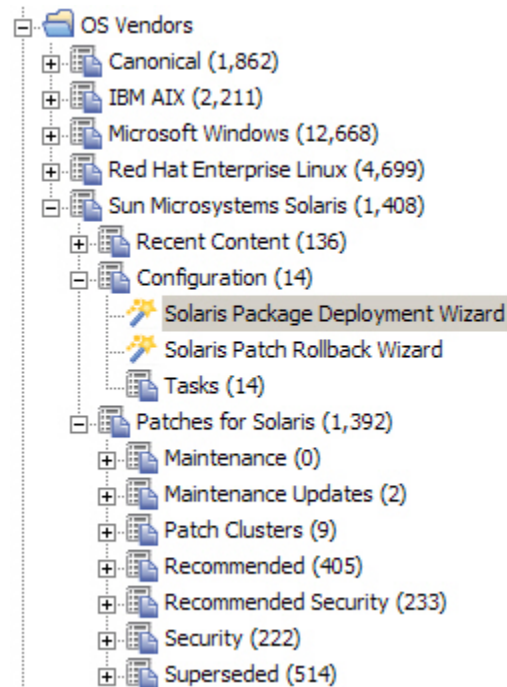 OS Vendors
Canonical (1,862)
IBM AIX (2,211)
Microsoft Windows (12,668)
Red Hat Enterprise Linux (4,699)
Sun Microsystems Solaris (1,408)
Recent Content (136)
Configuration (14)
Solaris Package Deployment Wizard
Solaris Patch Rollback Wizard
Tasks (14)
Patches for Solaris (1,392)
Maintenance (0)
Maintenance Updates (2)
Patch Clusters (9)
Recommended (405)
Recommended Security (233)
Security (222)
Superseded (514)